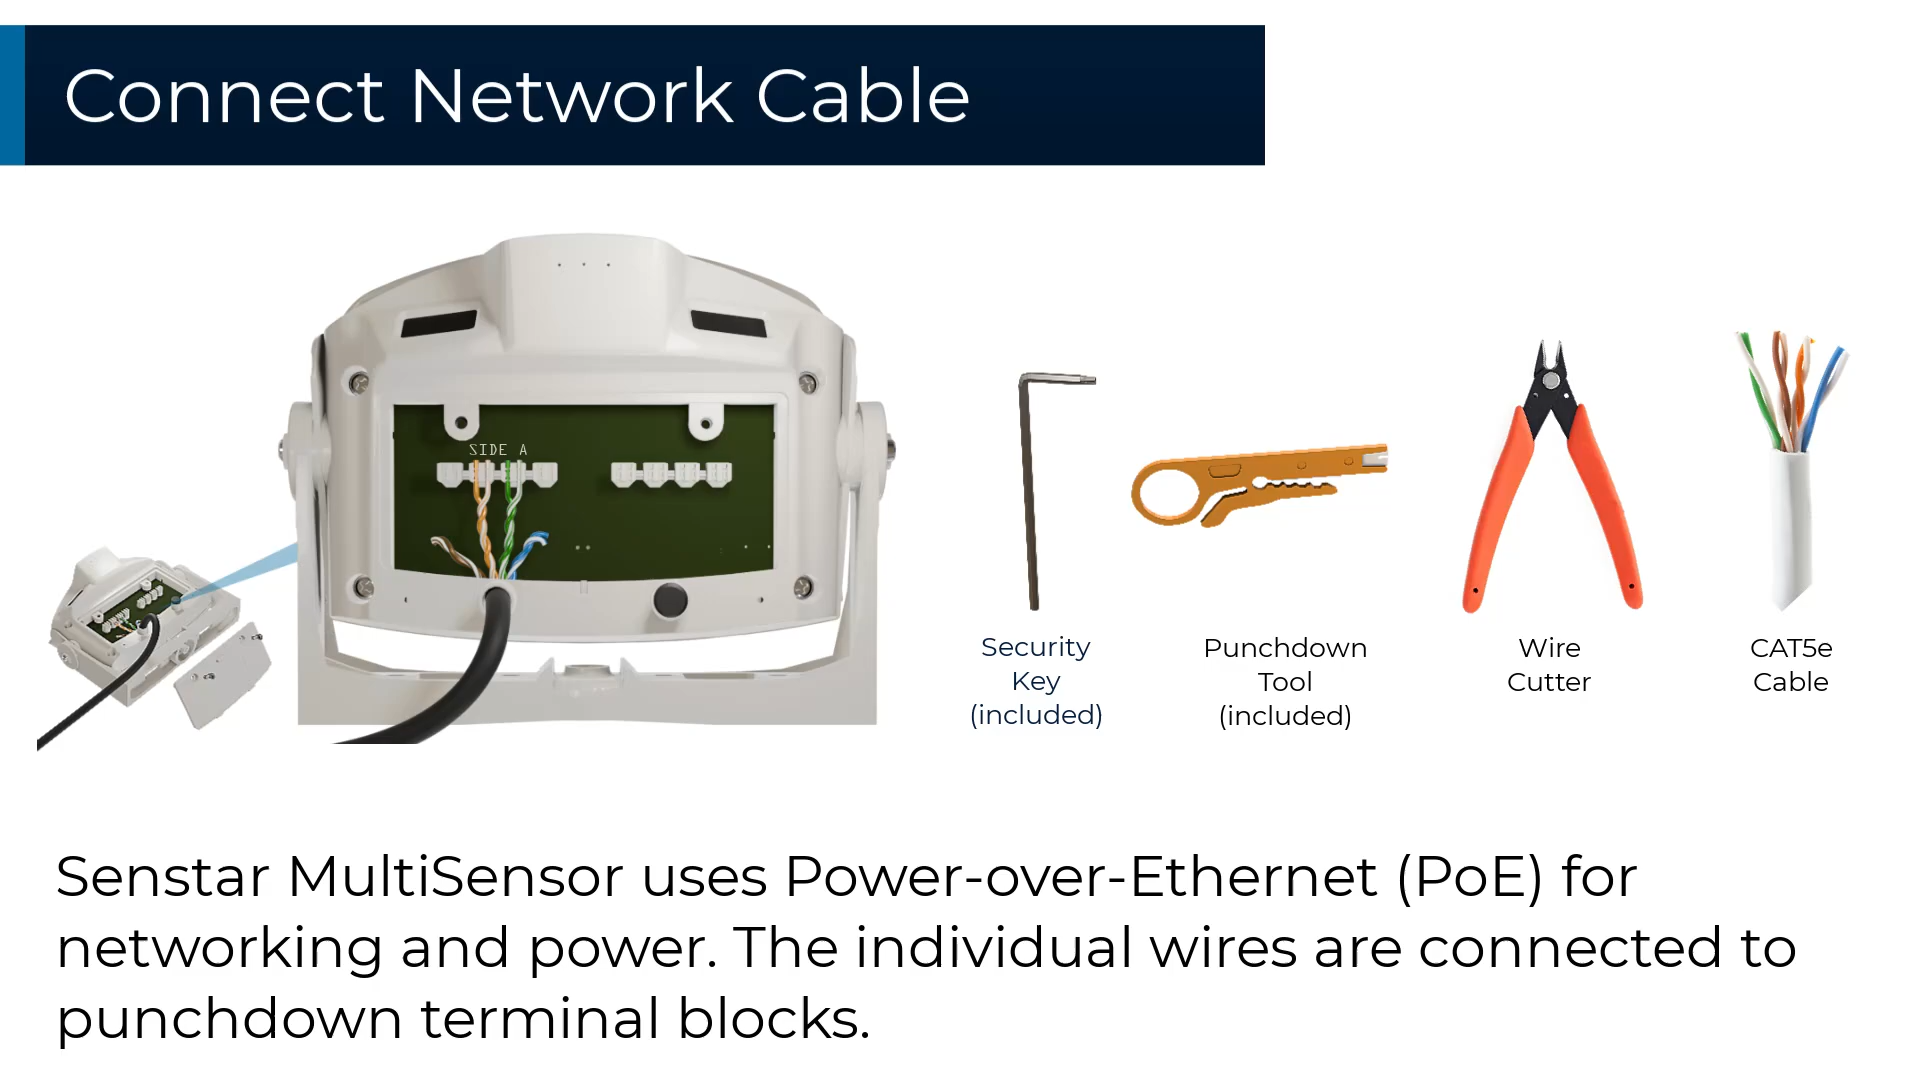 Connect Network Cable
SIDE A
Security
Key
(included)
Punchdown
Tool
(included)
Wire
Cutter
CAT5e
Cable
Senstar MultiSensor uses Power-over-Ethernet (PoE) for
networking and power. The individual wires are connected to
punchdown terminal blocks.